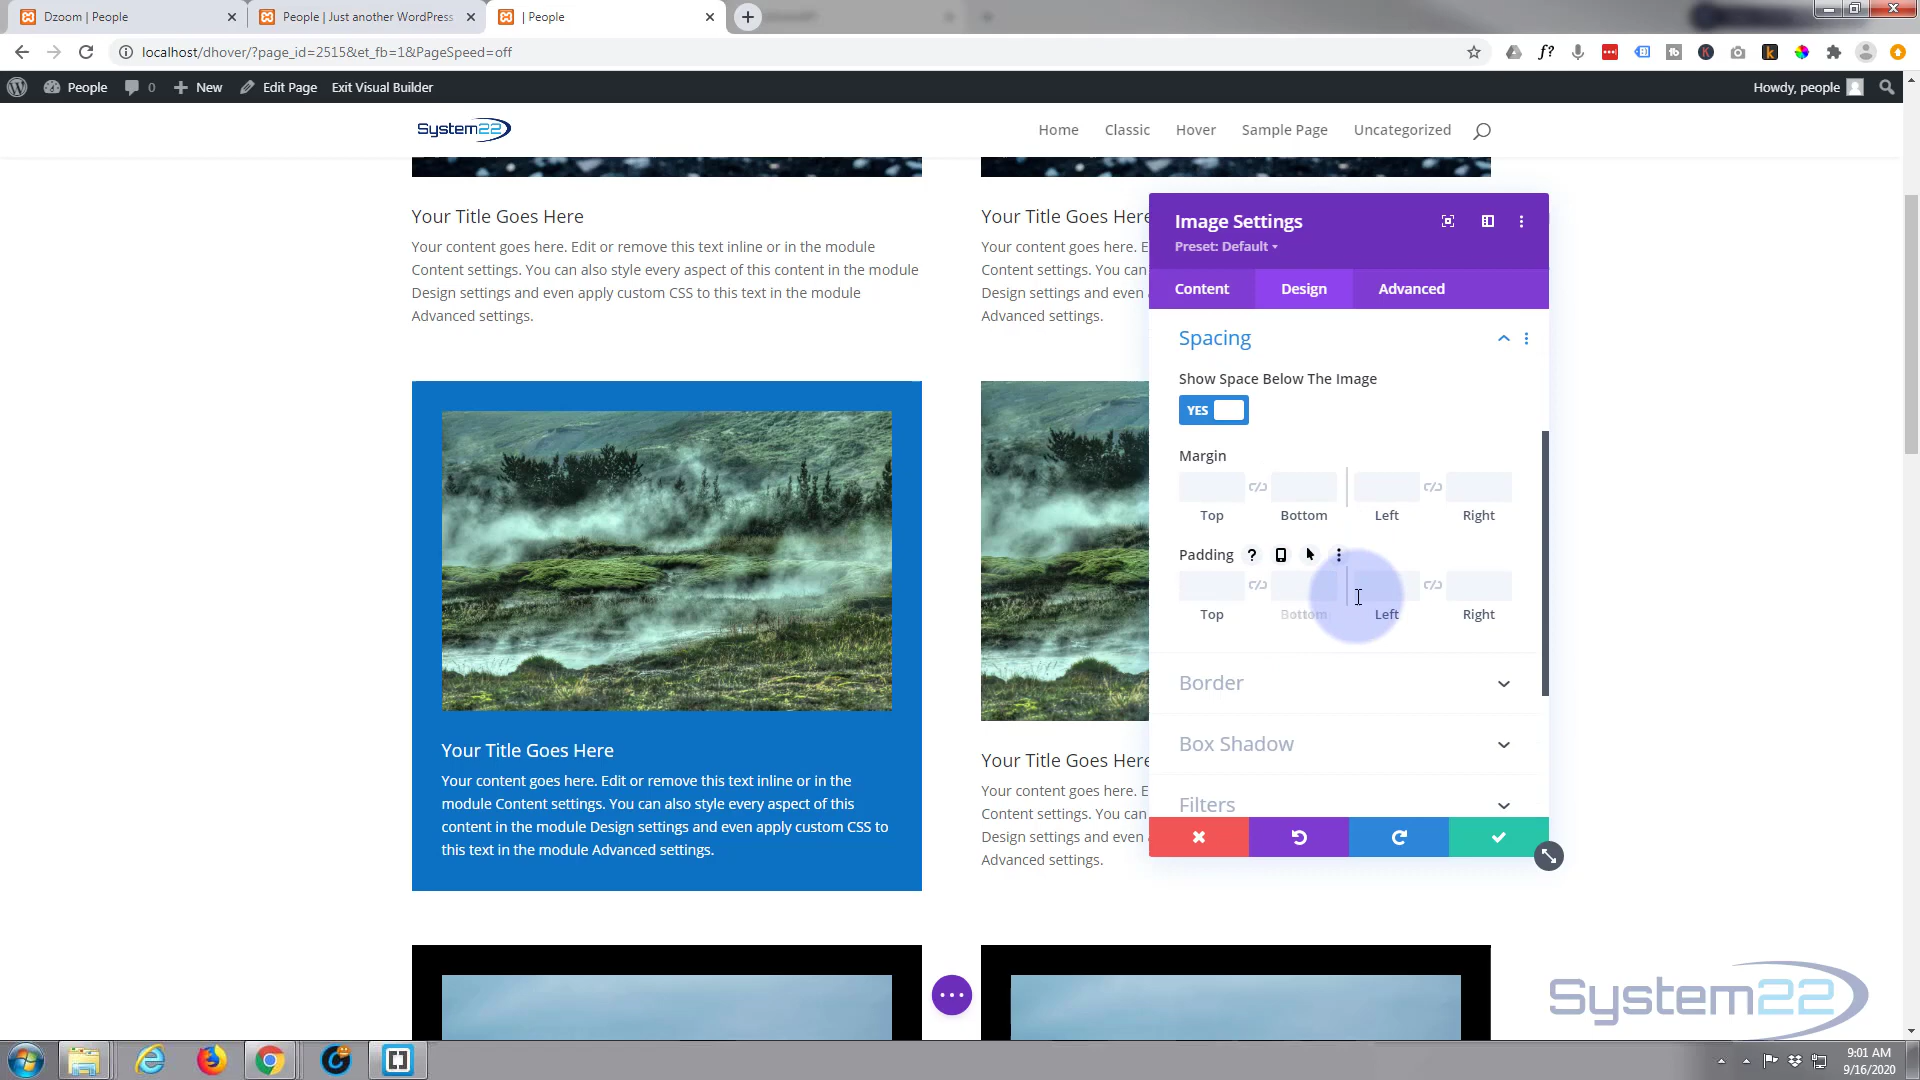 Dzoom | People
People | Just another WordPress
| People
localhost/dhover/?page_id=2515&et_fb=1&PageSpeed=off
People
0
New
Edit Page
Exit Visual Builder
Howdy, people
System22
Home
Classic
Hover
Sample Page
Uncategorized
Your Title Goes Here
Your content goes here. Edit or remove this text inline or in the module
Content settings. You can also style every aspect of this content in the module
Design settings and even apply custom CSS to this text in the module
Advanced settings.
Your Title Goes Here
Your content goes here. E
Content settings. You can
Design settings and even
Advanced settings.
Image Settings
Preset: Default
Content
Design
Advanced
Spacing
Show Space Below The Image
YES
Margin
Top
Bottom
Left
Right
Padding
?
Top
Bottom
Left
Right
Border
Box Shadow
Filters
Your Title Goes Here
Your content goes here. Edit or remove this text inline or in the
module Content settings. You can also style every aspect of this
content in the module Design settings and even apply custom CSS to
this text in the module Advanced settings.
Your Title Goes Here
Your content goes here. E
Content settings. You can
Design settings and even
Advanced settings.
System22
9:01 AM
9/16/2020